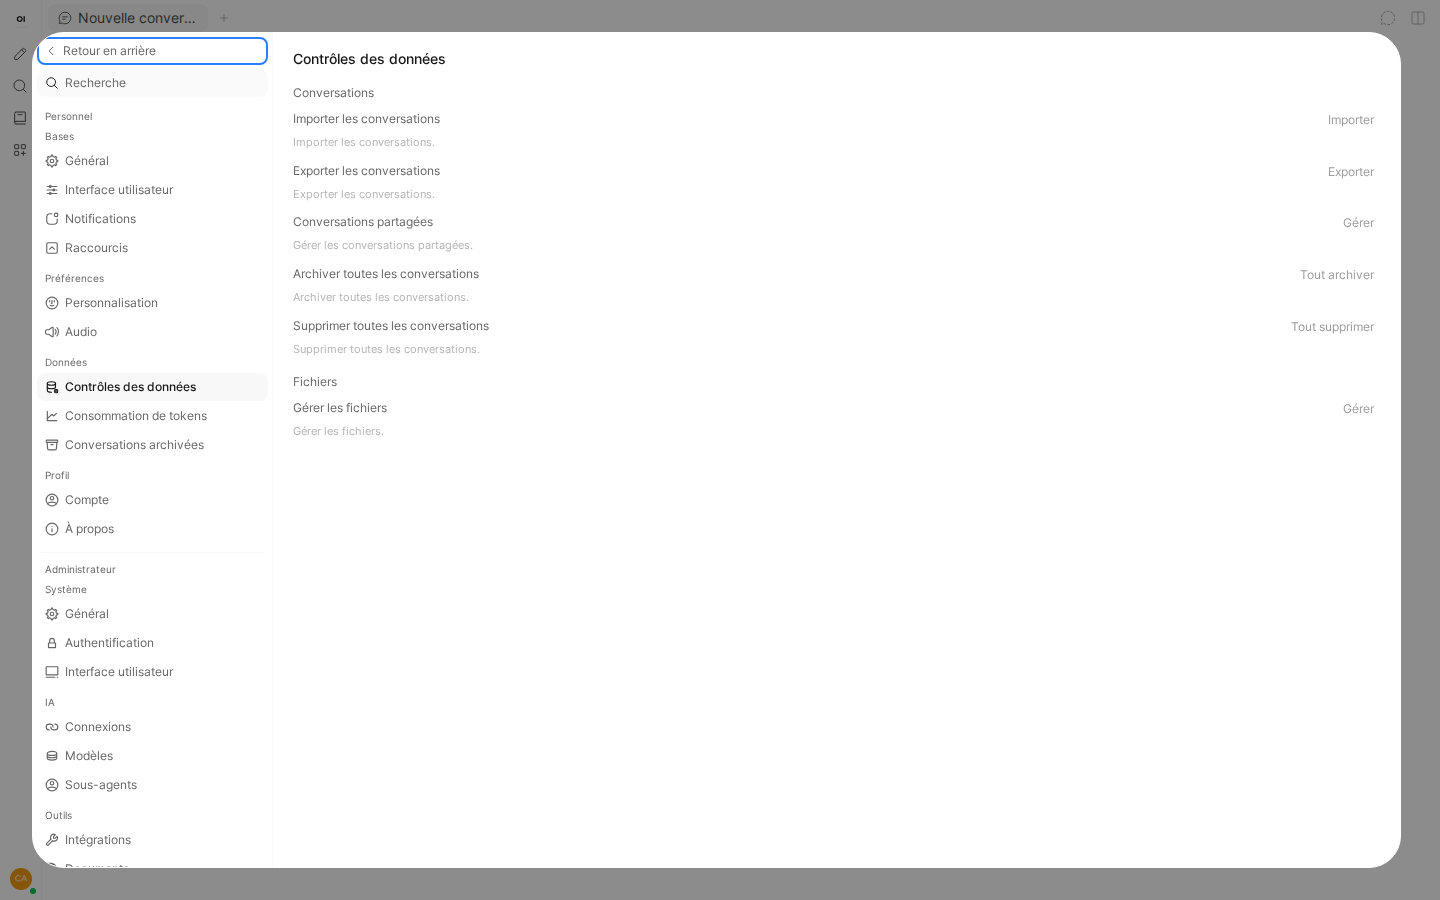 OI
Nouvelle conver...
Retour en arrière
Recherche
Personnel
Bases
Général
Interface utilisateur
Notifications
Raccourcis
Préférences
Personnalisation
Audio
Données
Contrôles des données
Consommation de tokens
Conversations archivées
Profil
Compte
À propos
Administrateur
Système
Général
Authentification
Interface utilisateur
IA
Connexions
Modèles
Sous-agents
Outils
Intégrations
Documents
CA
Contrôles des données
Conversations
Importer les conversations
Importer
Importer les conversations.
Exporter les conversations
Exporter
Exporter les conversations.
Conversations partagées
Gérer
Gérer les conversations partagées.
Archiver toutes les conversations
Tout archiver
Archiver toutes les conversations.
Supprimer toutes les conversations
Tout supprimer
Supprimer toutes les conversations.
Fichiers
Gérer les fichiers
Gérer
Gérer les fichiers.